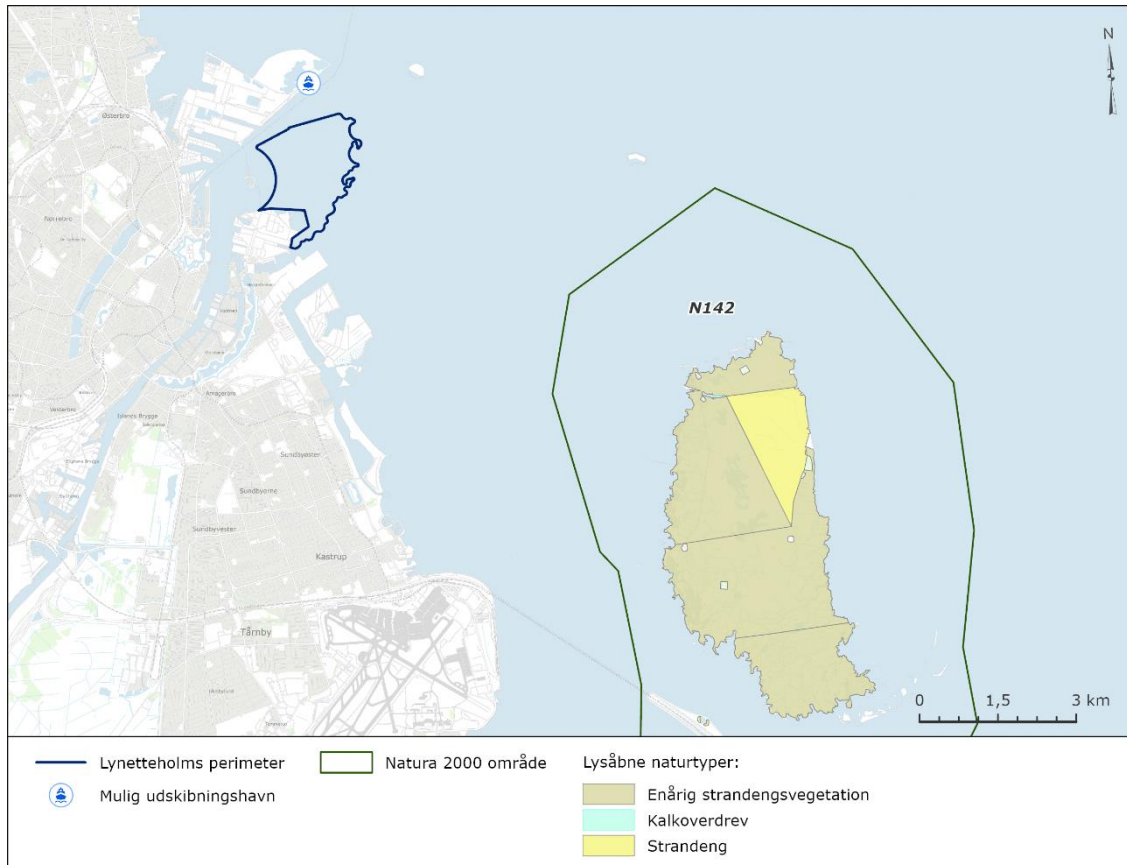 N
Østerbro
Nørrebro
N142
Islands Brygge
Amagerbro
Sundbyøster
Sundbyerne
Sundbyvester
Kastrup
Tårnby
0 1,5 3 km
Lynetteholms perimeter
Natura 2000 område
Lysåbne naturtyper:
Mulig udskibningshavn
Enårig strandengsvegetation
Kalkoverdrev
Strandeng